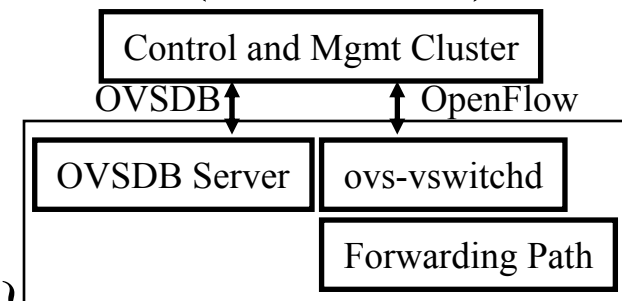 Control and Mgmt Cluster
OVSDB OpenFlow
OVSDB Server ovs-vswitchd
Forwarding Path
)